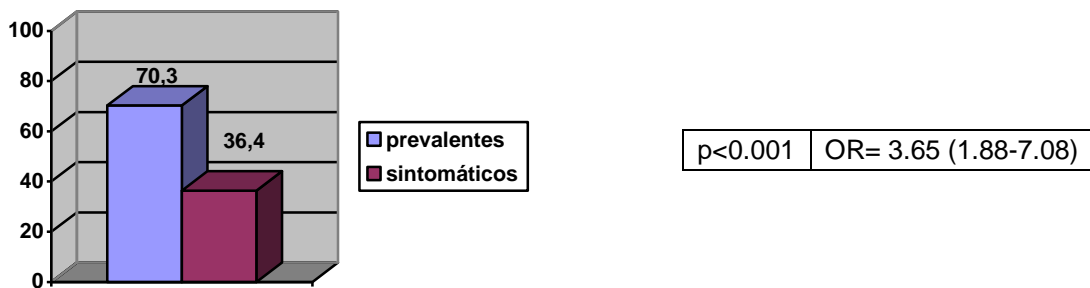 100
80
60
40
20
0
70,3
36,4
prevalentes
sintomáticos
p<0.001 OR= 3.65 (1.88-7.08)